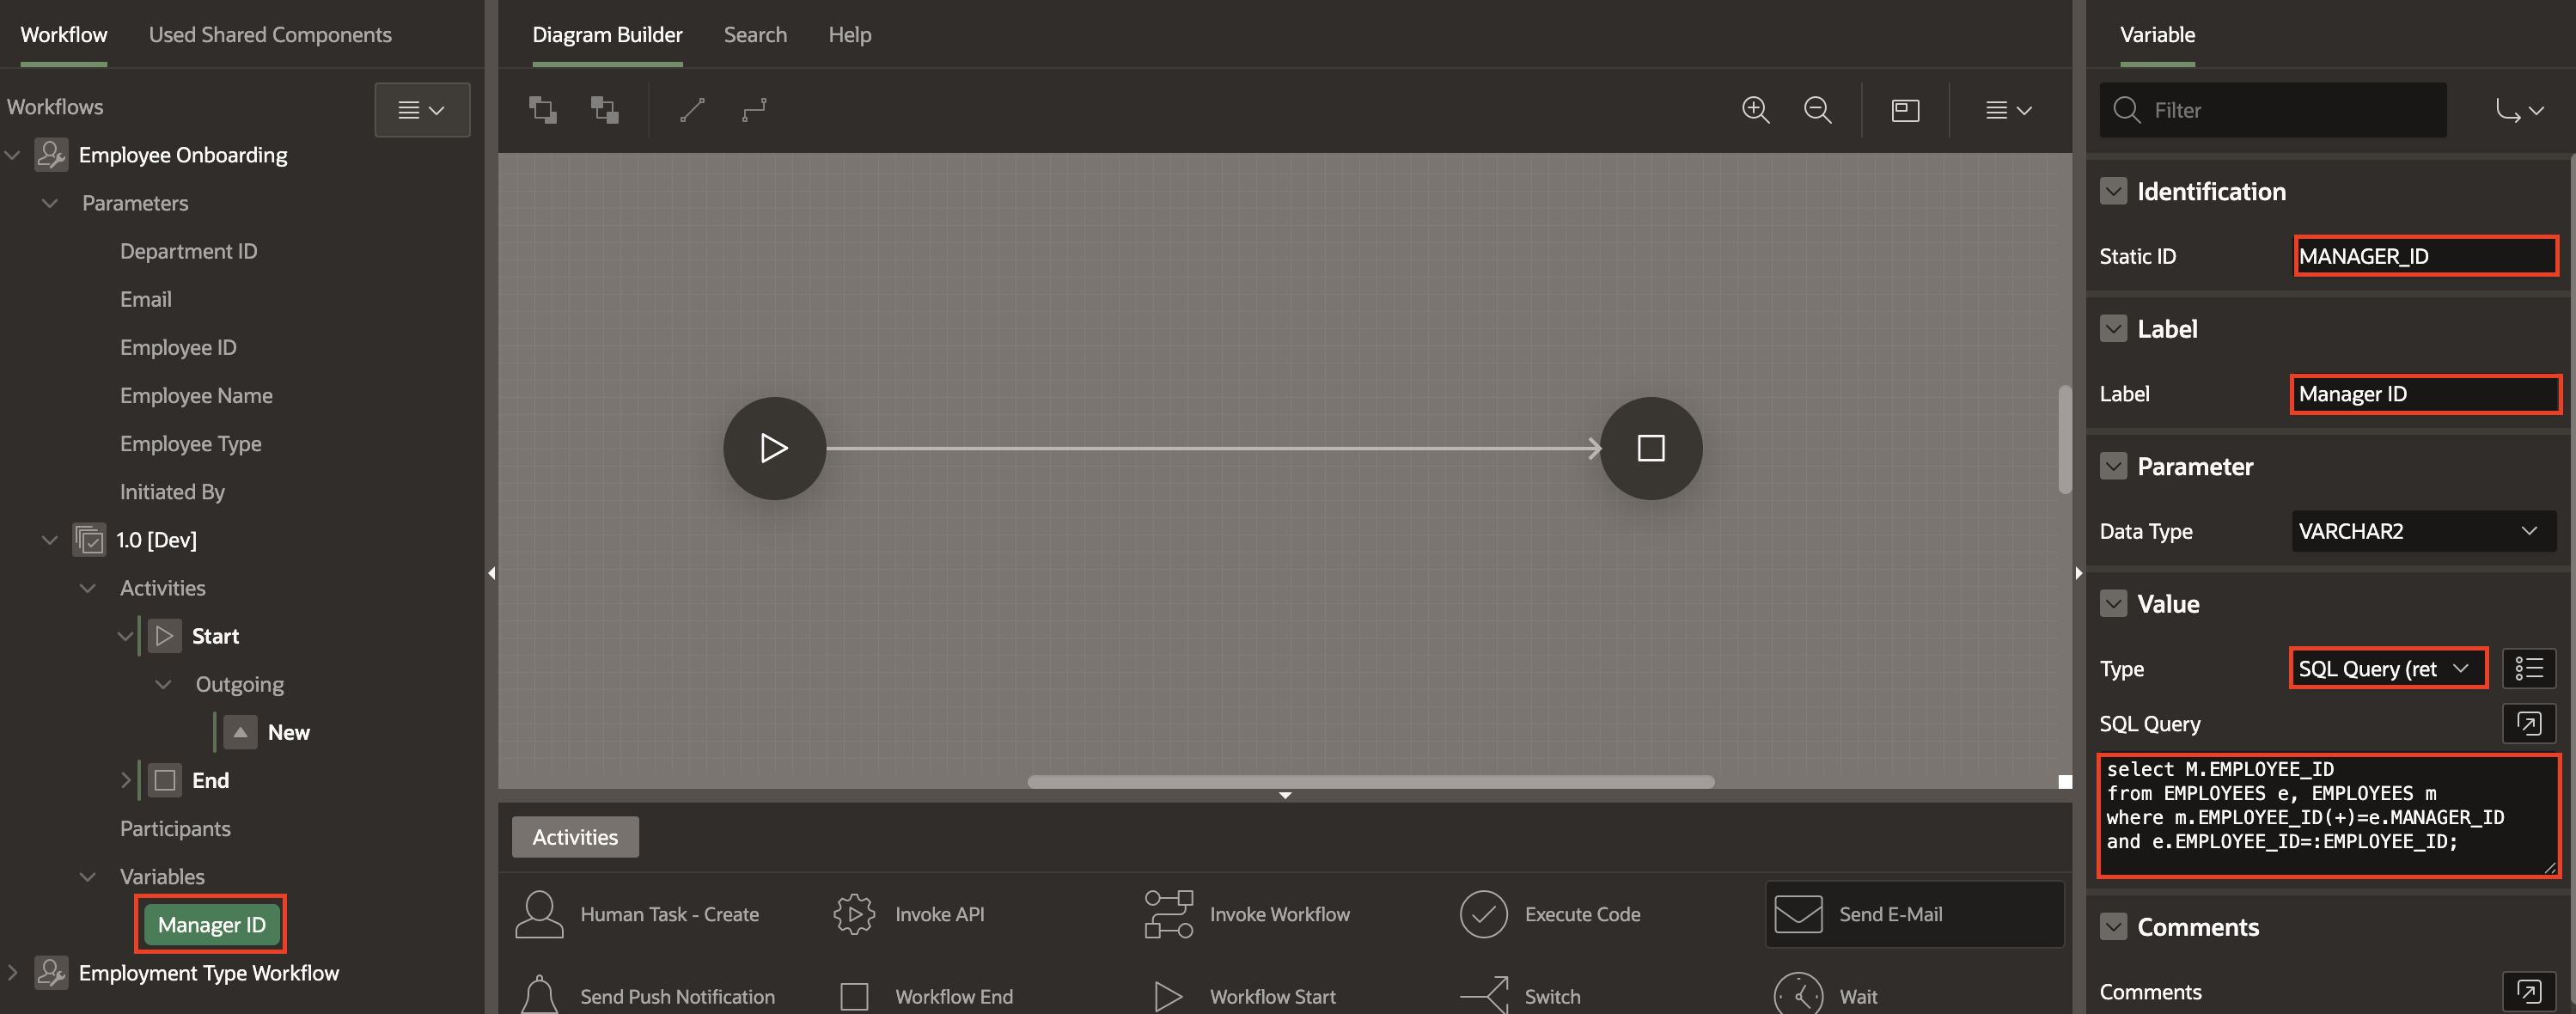 Workflow
Used Shared Components
Workflows
Employee Onboarding
Parameters
Department ID
Email
Employee ID
Employee Name
Employee Type
Initiated By
1.0 [Dev]
Activities
Start
Outgoing
New
End
Participants
Variables
Manager ID
Employment Type Workflow
Diagram Builder
Search
Help
Activities
Human Task - Create
Invoke API
Invoke Workflow
Execute Code
Send E-Mail
Send Push Notification
Workflow End
Workflow Start
Switch
Wait
Variable
Filter
Identification
Static ID
MANAGER_ID
Label
Label
Manager ID
Parameter
Data Type
VARCHAR2
Value
Type
SQL Query (ret
SQL Query
select M.EMPLOYEE_ID
from EMPLOYEES e, EMPLOYEES m
where m.EMPLOYEE_ID(+)=e.MANAGER_ID
and e.EMPLOYEE_ID=:EMPLOYEE_ID;
Comments
Comments